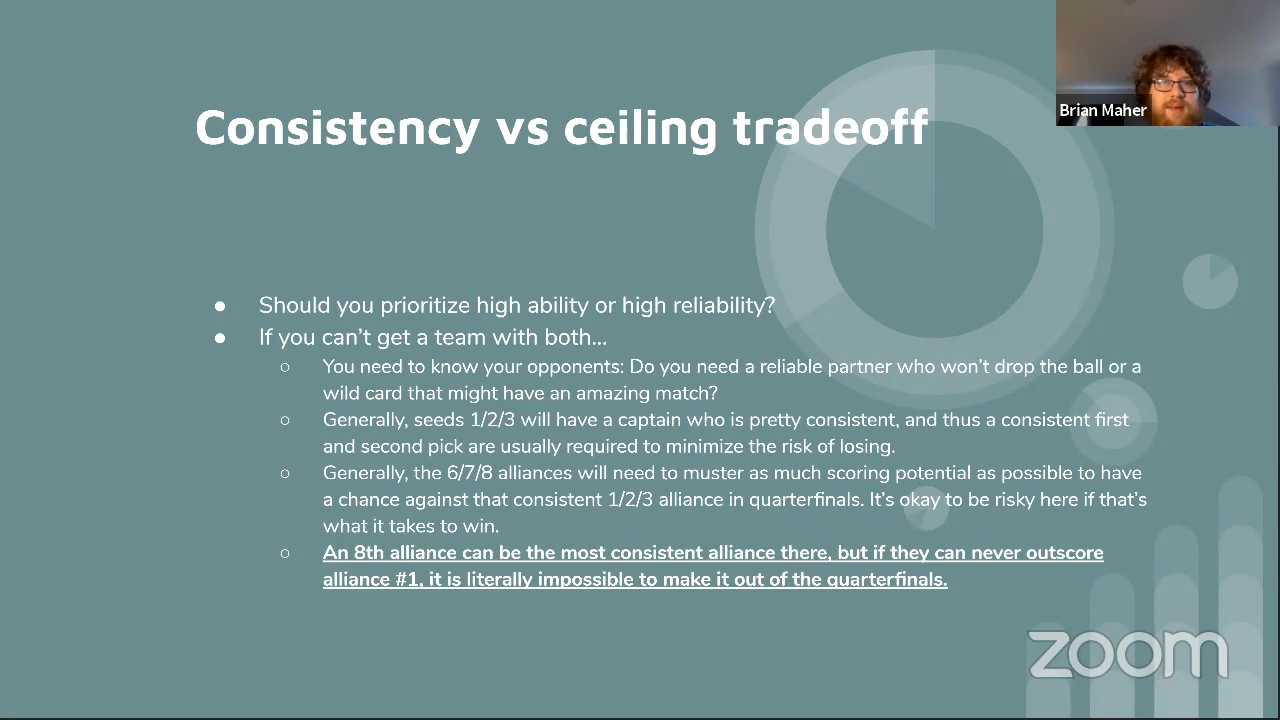 Brian Maher
Consistency vs ceiling tradeoff
● Should you prioritize high ability or high reliability?
● If you can’t get a team with both...
○ You need to know your opponents: Do you need a reliable partner who won’t drop the ball or a
wild card that might have an amazing match?
○ Generally, seeds 1/2/3 will have a captain who is pretty consistent, and thus a consistent first
and second pick are usually required to minimize the risk of losing.
○ Generally, the 6/7/8 alliances will need to muster as much scoring potential as possible to have
a chance against that consistent 1/2/3 alliance in quarterfinals. It’s okay to be risky here if that’s
what it takes to win.
○ An 8th alliance can be the most consistent alliance there, but if they can never outscore
alliance #1, it is literally impossible to make it out of the quarterfinals.
zoom